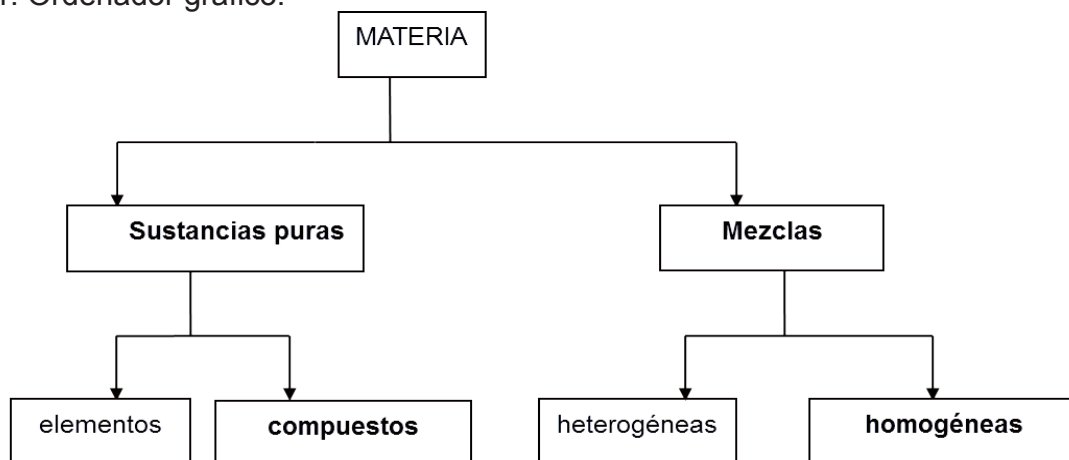 1. Ordenador gráfico.
MATERIA
Sustancias puras
Mezclas
elementos
compuestos
heterogéneas
homogéneas